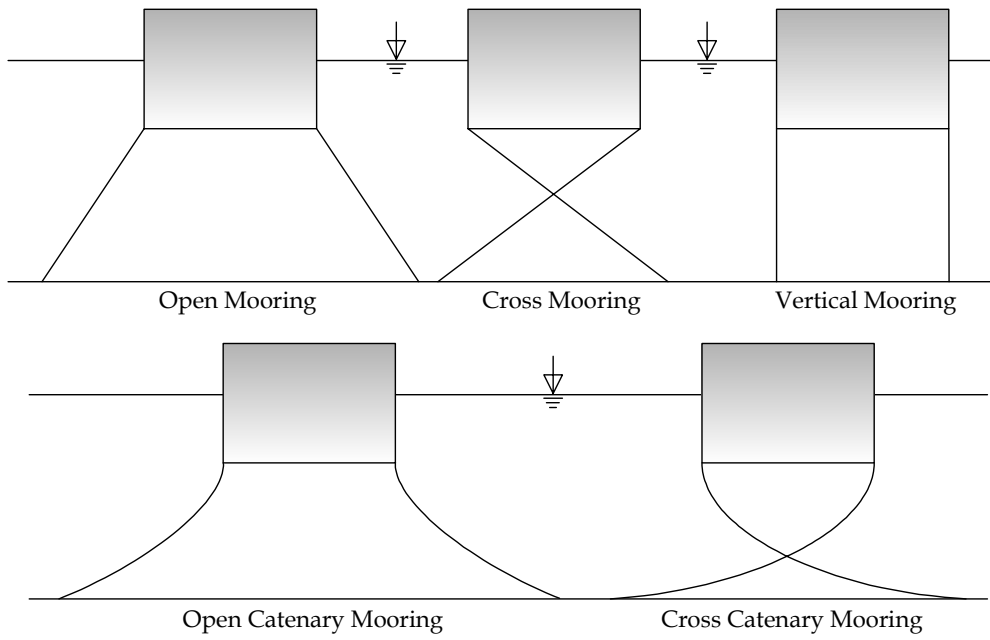 Open Mooring
Cross Mooring
Vertical Mooring
Open Catenary Mooring
Cross Catenary Mooring